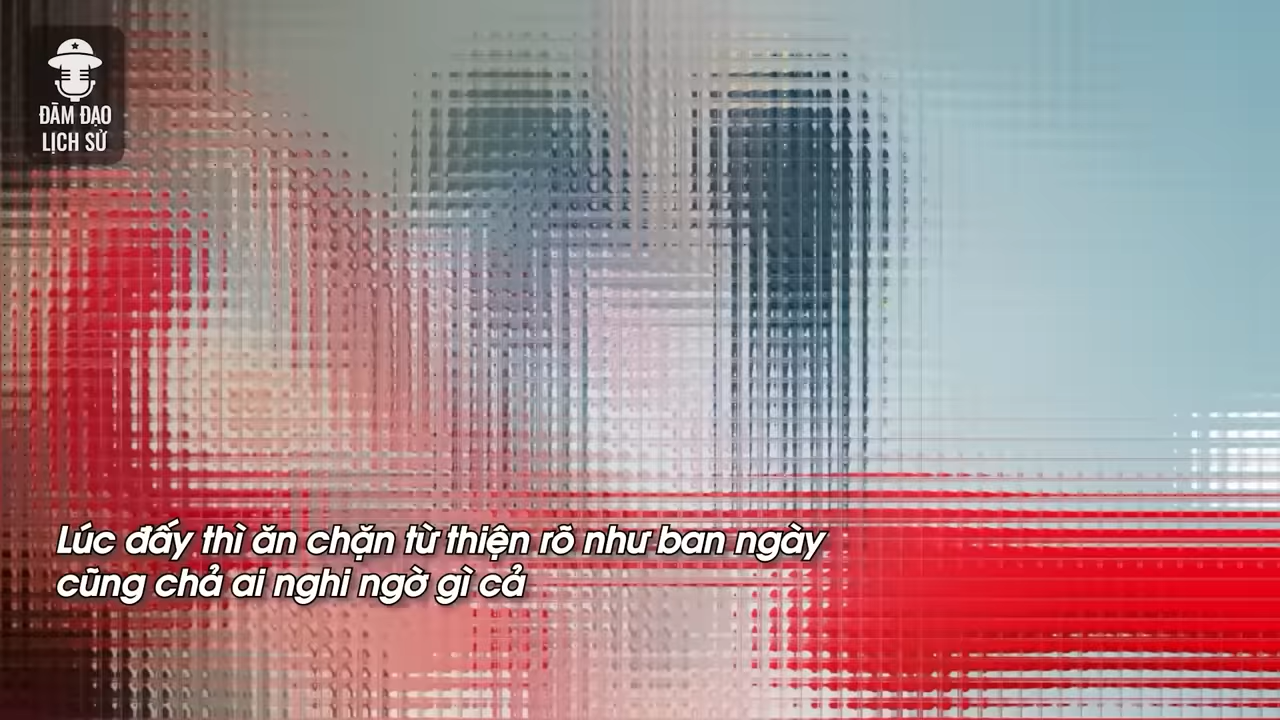 ĐÀM ĐẠO
LỊCH SỬ
Lúc đấy thì ăn chặn từ thiện rõ như ban ngày
cũng chả ai nghi ngờ gì cả